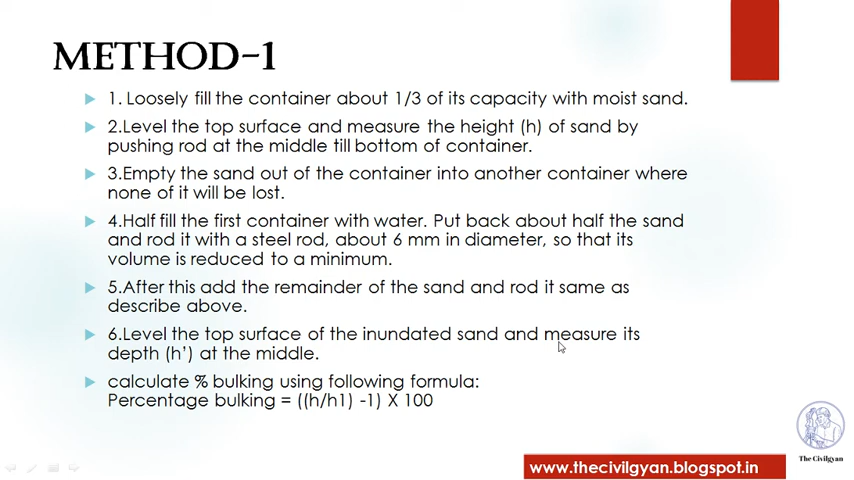 METHOD-1
1. Loosely fill the container about 1/3 of its capacity with moist sand.
2.Level the top surface and measure the height (h) of sand by
pushing rod at the middle till bottom of container.
3.Empty the sand out of the container into another container where
none of it will be lost.
4.Half fill the first container with water. Put back about half the sand
and rod it with a steel rod, about 6 mm in diameter, so that its
volume is reduced to a minimum.
5.After this add the remainder of the sand and rod it same as
describe above.
6.Level the top surface of the inundated sand and measure its
depth (h’) at the middle.
calculate % bulking using following formula:
Percentage bulking = ((h/h1) -1) X 100
The Civilgyan
www.thecivilgyan.blogspot.in